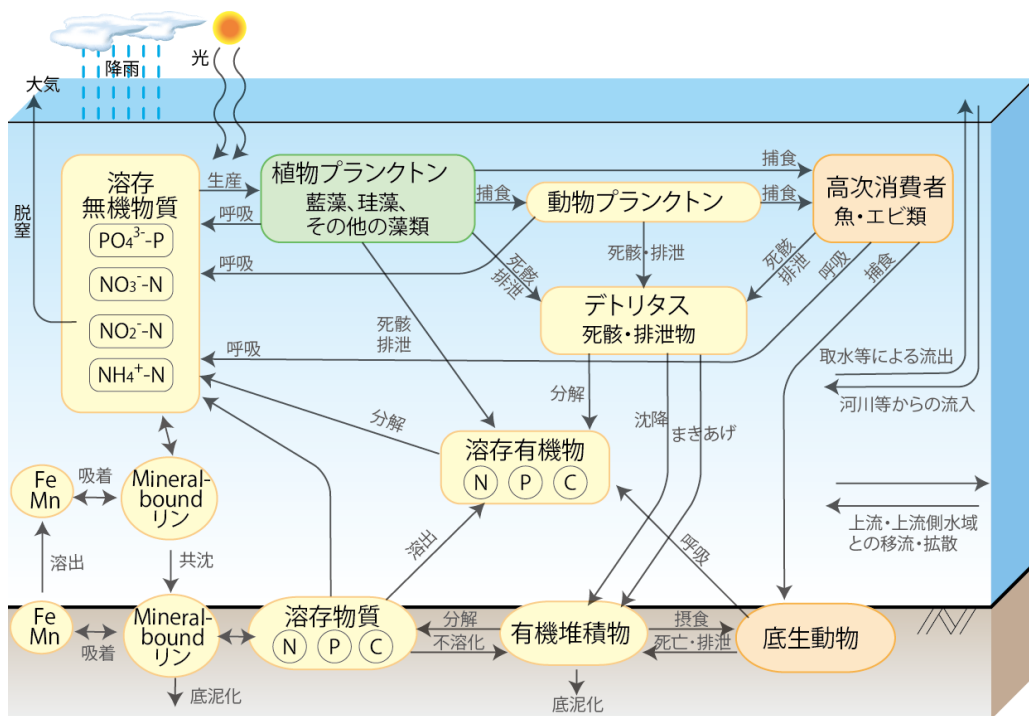 降雨
光
大気
脱窒
溶存
無機物質
PO₄³⁻-P
NO₃⁻-N
NO₂⁻-N
NH₄⁺-N
生産
呼吸
植物プランクトン
藍藻、珪藻、
その他の藻類
捕食
捕食
動物プランクトン
捕食
高次消費者
魚・エビ類
呼吸
死骸
排泄
死骸・排泄
死骸
排泄
呼吸
捕食
デトリタス
死骸・排泄物
死骸
排泄
呼吸
取水等による流出
河川等からの流入
分解
分解
沈降
まきあげ
溶存有機物
N P C
Fe
Mn
吸着
Mineral-
bound
リン
上流・上流側水域
との移流・拡散
溶出
共沈
溶出
呼吸
Fe
Mn
吸着
Mineral-
bound
リン
溶存物質
N P C
分解
不溶化
有機堆積物
摂食
死亡・排泄
底生動物
底泥化
底泥化